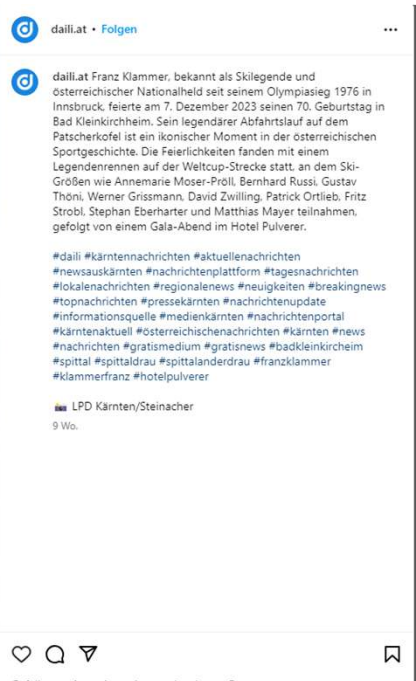 daili.at • Folgen
daili.at Franz Klammer, bekannt als Skilegende und
österreichischer Nationalheld seit seinem Olympiasieg 1976 in
Innsbruck, feierte am 7. Dezember 2023 seinen 70. Geburtstag in
Bad Kleinkirchheim. Sein legendärer Abfahrtslauf auf dem
Patscherkofel ist ein ikonischer Moment in der österreichischen
Sportgeschichte. Die Feierlichkeiten fanden mit einem
Legendenrennen auf der Weltcup-Strecke statt, an dem Ski-
Größen wie Annemarie Moser-Pröll, Bernhard Russi, Gustav
Thöni, Werner Grissmann, David Zwilling, Patrick Ortlieb, Fritz
Strobl, Stephan Eberharter und Matthias Mayer teilnahmen,
gefolgt von einem Gala-Abend im Hotel Pulverer.
#daili #kärntennachrichten #aktuellenachrichten
#newsauskärnten #nachrichtenplattform #tagesnachrichten
#lokalenachrichten #regionalenews #neuigkeiten #breakingnews
#topnachrichten #pressekärnten #nachrichtenupdate
#informationsquelle #medienkärnten #nachrichtenportal
#kärntenaktuell #österreichischenachrichten #kärnten #news
#nachrichten #gratismedium #gratisnews #badkleinkircheim
#spittal #spittaldrau #spittalanderdrau #franzklammer
#klammerfranz #hotelpulverer
📸 LPD Kärnten/Steinacher
9 Wo.